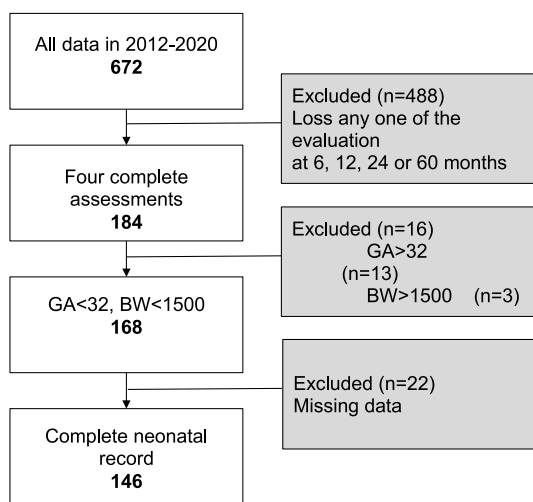 All data in 2012-2020
672
Excluded (n=488)
Loss any one of the
evaluation
at 6, 12, 24 or 60 months
Four complete
assessments
184
Excluded (n=16)
GA>32
(n=13)
BW>1500 (n=3)
GA<32, BW<1500
168
Excluded (n=22)
Missing data
Complete neonatal
record
146